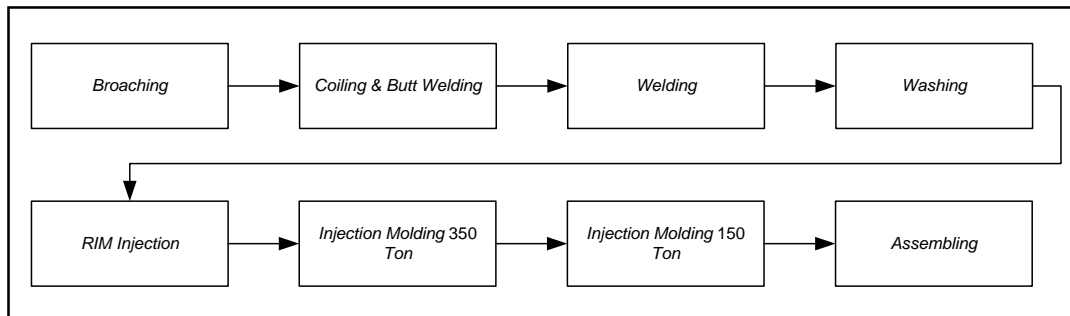 Broaching
Coiling & Butt Welding
Welding
Washing
RIM Injection
Injection Molding 350
Ton
Injection Molding 150
Ton
Assembling